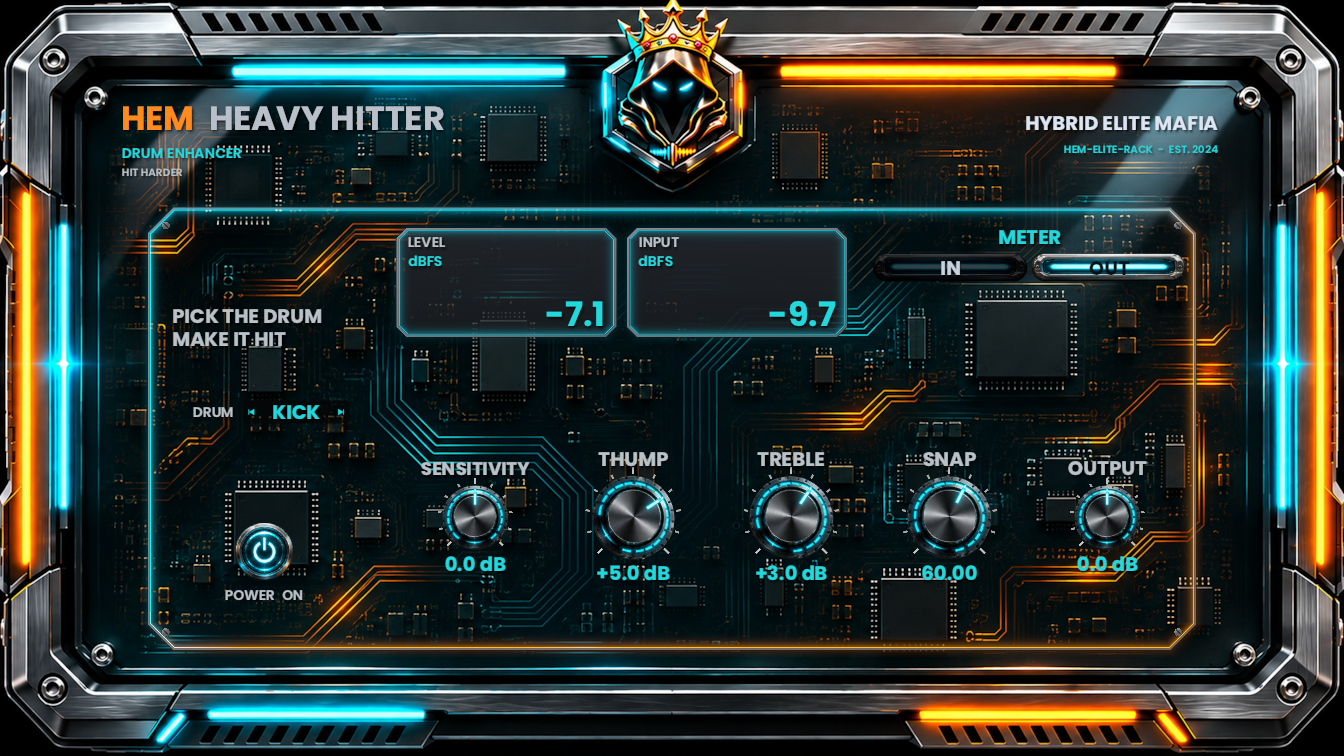 HEM HEAVY HITTER
DRUM ENHANCER
HIT HARDER
HYBRID ELITE MAFIA
HEM-ELITE-RACK - EST. 2024
LEVEL
dBFS
-7.1
INPUT
dBFS
-9.7
METER
IN
OUT
PICK THE DRUM
MAKE IT HIT
DRUM KICK
SENSITIVITY
0.0 dB
THUMP
+5.0 dB
TREBLE
+3.0 dB
SNAP
60.00
OUTPUT
0.0 dB
POWER ON